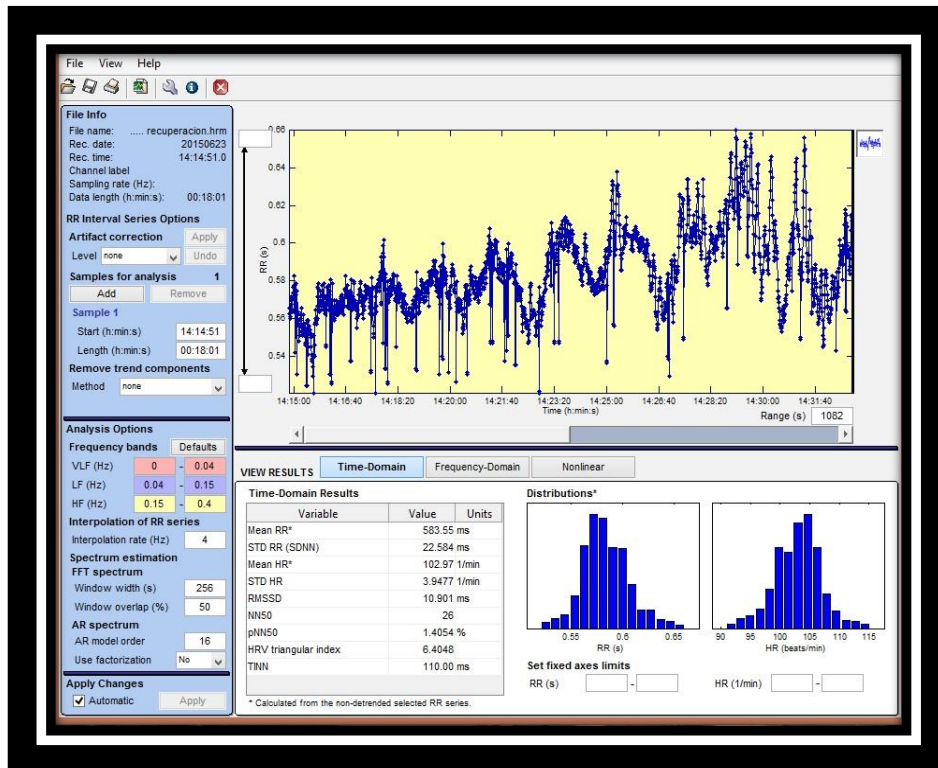 File View Help
File Info
File name: ..... recuperacion.hrm
Rec. date: 20150623
Rec. time: 14:14:51.0
Channel label
Sampling rate (Hz):
Data length (h:min:s): 00:18:01
RR Interval Series Options
Artifact correction Apply
Level none Undo
Samples for analysis 1
Add Remove
Sample 1
Start (h:min:s) 14:14:51
Length (h:min:s) 00:18:01
Remove trend components
Method none
Analysis Options
Frequency bands Defaults
VLF (Hz) 0 - 0.04
LF (Hz) 0.04 - 0.15
HF (Hz) 0.15 - 0.4
Interpolation of RR series
Interpolation rate (Hz) 4
Spectrum estimation
FFT spectrum
Window width (s) 256
Window overlap (%) 50
AR spectrum
AR model order 16
Use factorization No
Apply Changes
Automatic Apply
0.66
0.64
0.62
0.6
0.58
0.56
0.54
RR (s)
14:15:00 14:16:40 14:18:20 14:20:00 14:21:40 14:23:20 14:25:00 14:26:40 14:28:20 14:30:00 14:31:40
Time (h:min:s)
Range (s) 1082
VIEW RESULTS Time-Domain Frequency-Domain Nonlinear
Time-Domain Results
Variable Value Units
Mean RR* 583.55 ms
STD RR (SDNN) 22.584 ms
Mean HR* 102.97 1/min
STD HR 3.9477 1/min
RMSSD 10.901 ms
NN50 26
pNN50 1.4054 %
HRV triangular index 6.4048
TINN 110.00 ms
* Calculated from the non-detrended selected RR series.
Distributions*
0.55 0.6 0.65
RR (s)
90 95 100 105 110 115
HR (beats/min)
Set fixed axes limits
RR (s) - HR (1/min) -